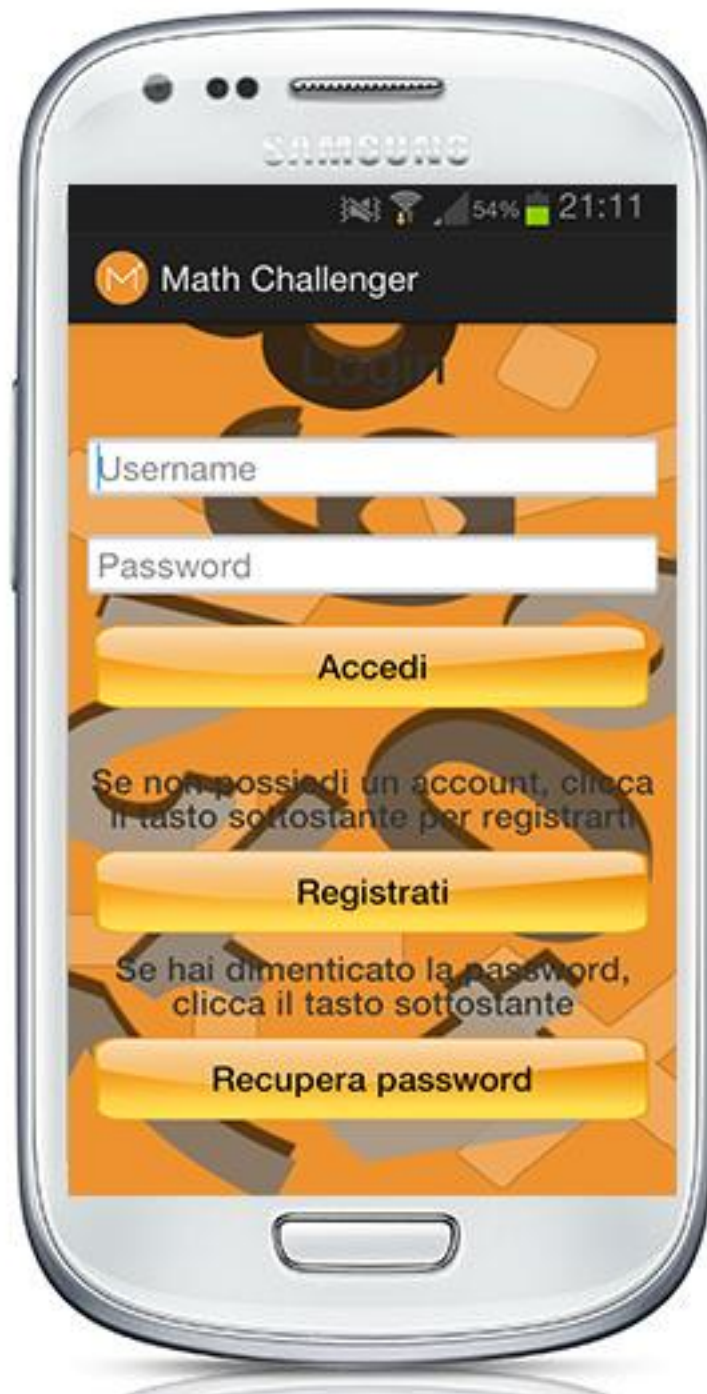 SAMSUNG
54% 21:11
Math Challenger
Login
Username
Password
Accedi
Se non possiedi un account, clicca
il tasto sottostante per registrarti
Registrati
Se hai dimenticato la password,
clicca il tasto sottostante
Recupera password